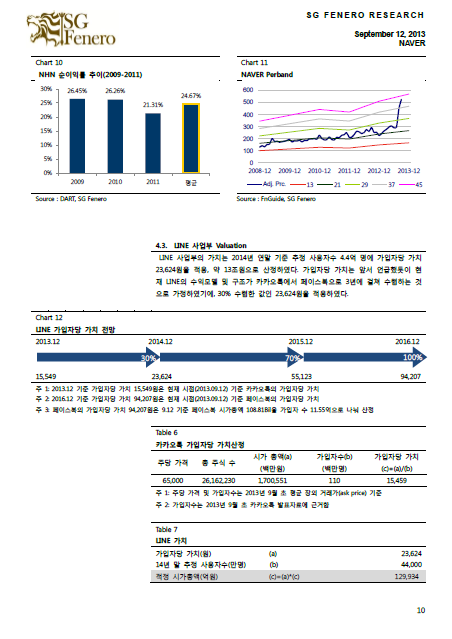 SG Fenero
SG FENERO RESEARCH
September 12, 2013
NAVER
Chart 10
NHN 순이익률 추이(2009-2011)
30%
25%
20%
15%
10%
5%
0%
26.45%
26.26%
21.31%
24.67%
2009
2010
2011
평균
Source : DART, SG Fenero
Chart 11
NAVER Perband
600
500
400
300
200
100
0
2008-12
2009-12
2010-12
2011-12
2012-12
2013-12
Adj. Prc.
13
21
29
37
45
Source : FnGuide, SG Fenero
4.3. LINE 사업부 Valuation
LINE 사업부의 가치는 2014년 연말 기준 추정 사용자수 4.4억 명에 가입자당 가치
23,624원을 적용, 약 13조원으로 산정하였다. 가입자당 가치는 앞서 언급했듯이 현
재 LINE의 수익모델 및 구조가 카카오톡에서 페이스북으로 3년에 걸쳐 수렴하는 것
으로 가정하였기에, 30% 수렴한 값인 23,624원을 적용하였다.
Chart 12
LINE 가입자당 가치 전망
2013.12
2014.12
2015.12
2016.12
30%
70%
100%
15,549
23,624
55,123
94,207
주 1: 2013.12 기준 가입자당 가치 15,549원은 현재 시점(2013.09.12) 기준 카카오톡의 가입자당 가치
주 2: 2016.12 기준 가입자당 가치 94,207원은 현재 시점(2013.09.12) 기준 페이스북의 가입자당 가치
주 3: 페이스북의 가입자당 가치 94,207원은 9.12 기준 페이스북 시가총액 108.81B$을 가입자 수 11.55억으로 나눠 산정
Table 6
카카오톡 가입자당 가치산정
주당 가격
총 주식 수
시가 총액(a)
(백만원)
가입자수(b)
(백만명)
가입자당 가치
(c)=(a)/(b)
65,000
26,162,230
1,700,551
110
15,459
주 1: 주당 가격 및 가입자수는 2013년 9월 초 평균 장외 거래가(ask price) 기준
주 2: 가입자수는 2013년 9월 초 카카오톡 발표자료에 근거함
Table 7
LINE 가치
가입자당 가치(원) (a) 23,624
14년 말 추정 사용자수(만명) (b) 44,000
적정 시가총액(억원) (c)=(a)*(c) 129,934
10